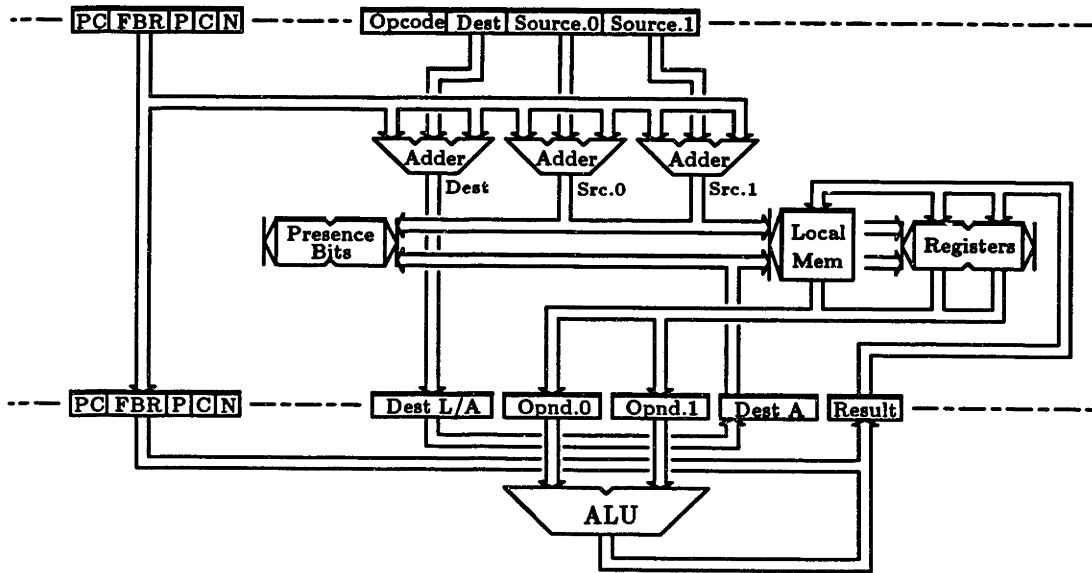 PC FBR P C N Opcode Dest Source.0 Source.1
Adder Adder Adder
Dest Src.0 Src.1
Presence
Bits
Local
Mem
Registers
PC FBR P C N Dest L/A Opnd.0 Opnd.1 Dest A Result
ALU